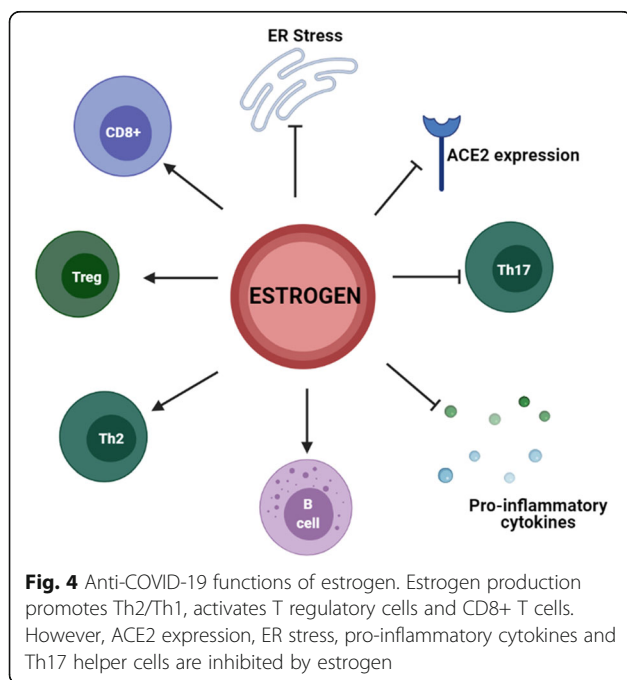 ER Stress
CD8+
ACE2 expression
Treg
ESTROGEN
Th17
Th2
B
cell
Pro-inflammatory
cytokines
Fig. 4 Anti-COVID-19 functions of estrogen. Estrogen production
promotes Th2/Th1, activates T regulatory cells and CD8+ T cells.
However, ACE2 expression, ER stress, pro-inflammatory cytokines and
Th17 helper cells are inhibited by estrogen